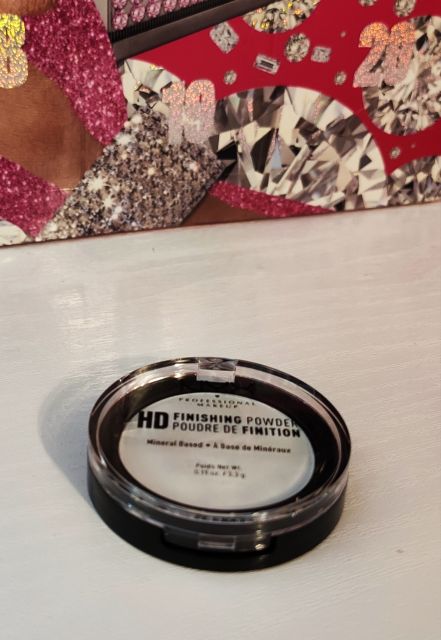 19
20
PROFESSIONAL
MAKEUP
HD FINISHING POWDER
POUDRE DE FINITION
Mineral Based • À Base de Minéraux
Poids Net Wt.